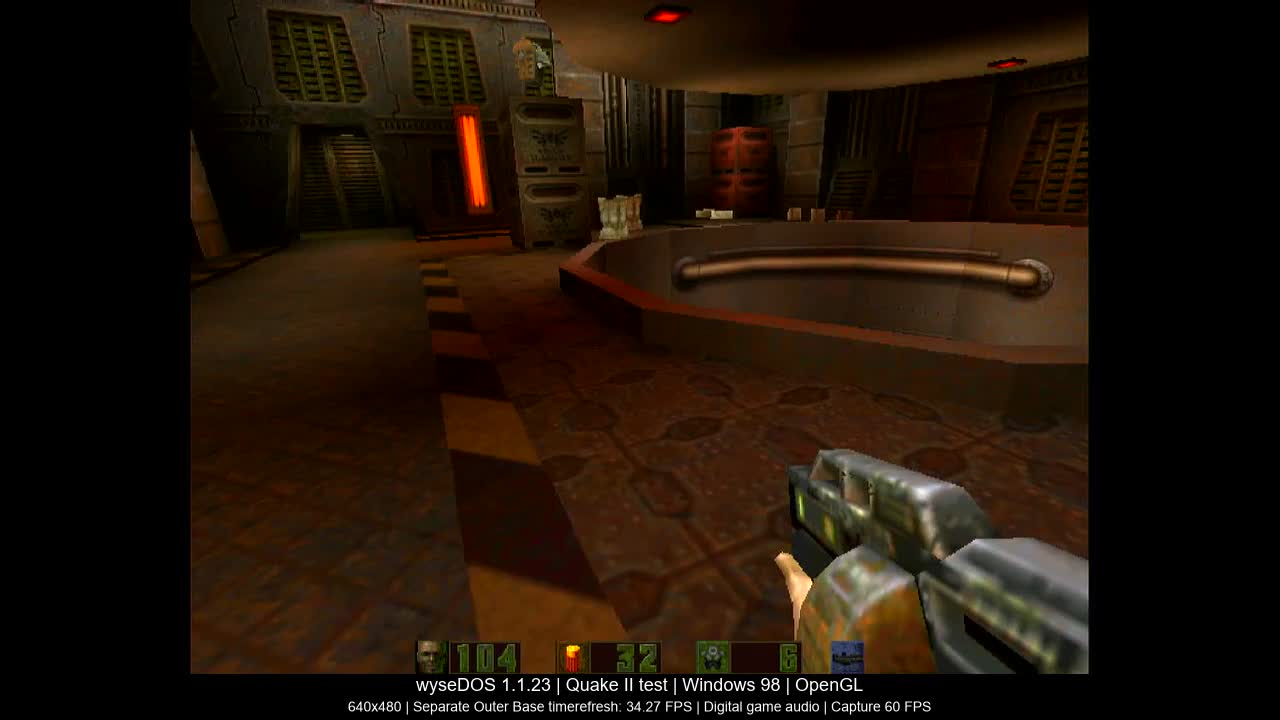 104 32 6
wyseDOS 1.1.23 | Quake II test | Windows 98 | OpenGL
640x480 | Separate Outer Base timerefresh: 34.27 FPS | Digital game audio | Capture 60 FPS